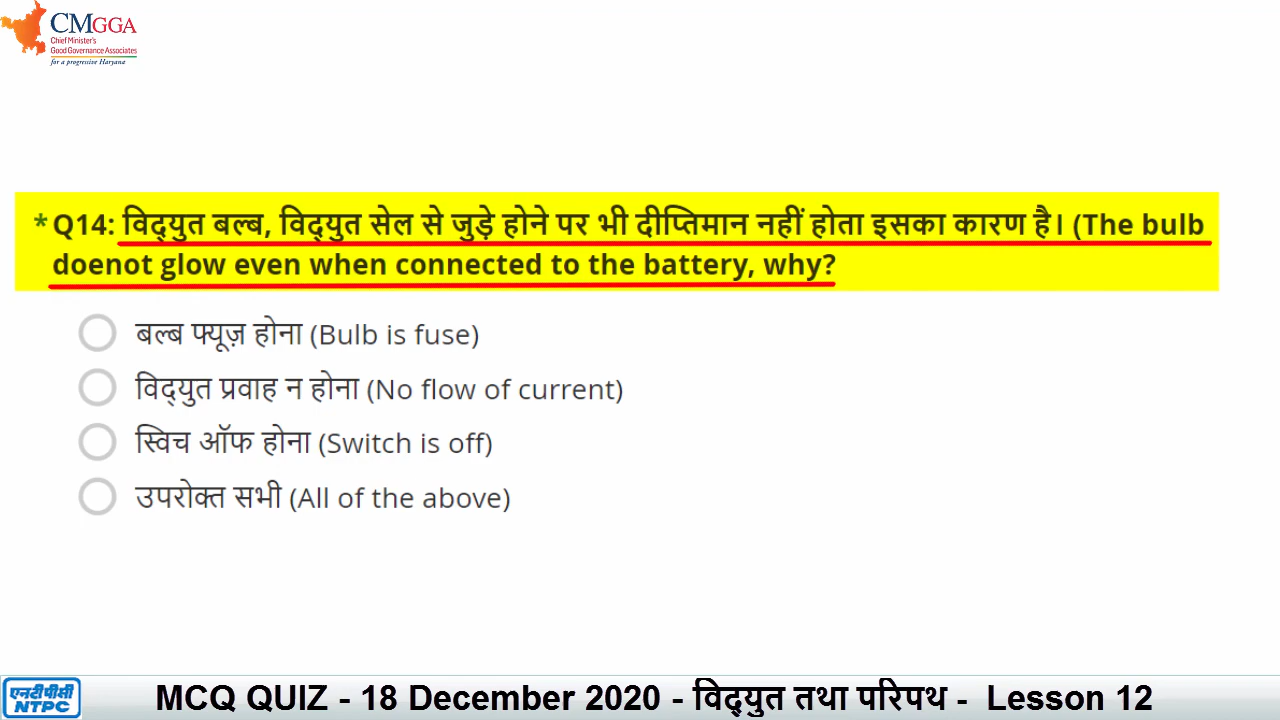 CMGGA
Chief Minister's
Good Governance Associates
for a progressive Haryana
* Q14: विद्युत बल्ब, विद्युत सेल से जुड़े होने पर भी दीप्तिमान नहीं होता इसका कारण है। (The bulb
doenot glow even when connected to the battery, why?
बल्ब फ्यूज़ होना (Bulb is fuse)
विद्युत प्रवाह न होना (No flow of current)
स्विच ऑफ होना (Switch is off)
उपरोक्त सभी (All of the above)
एनटीपीसी
NTPC
MCQ QUIZ - 18 December 2020 - विद्युत तथा परिपथ - Lesson 12